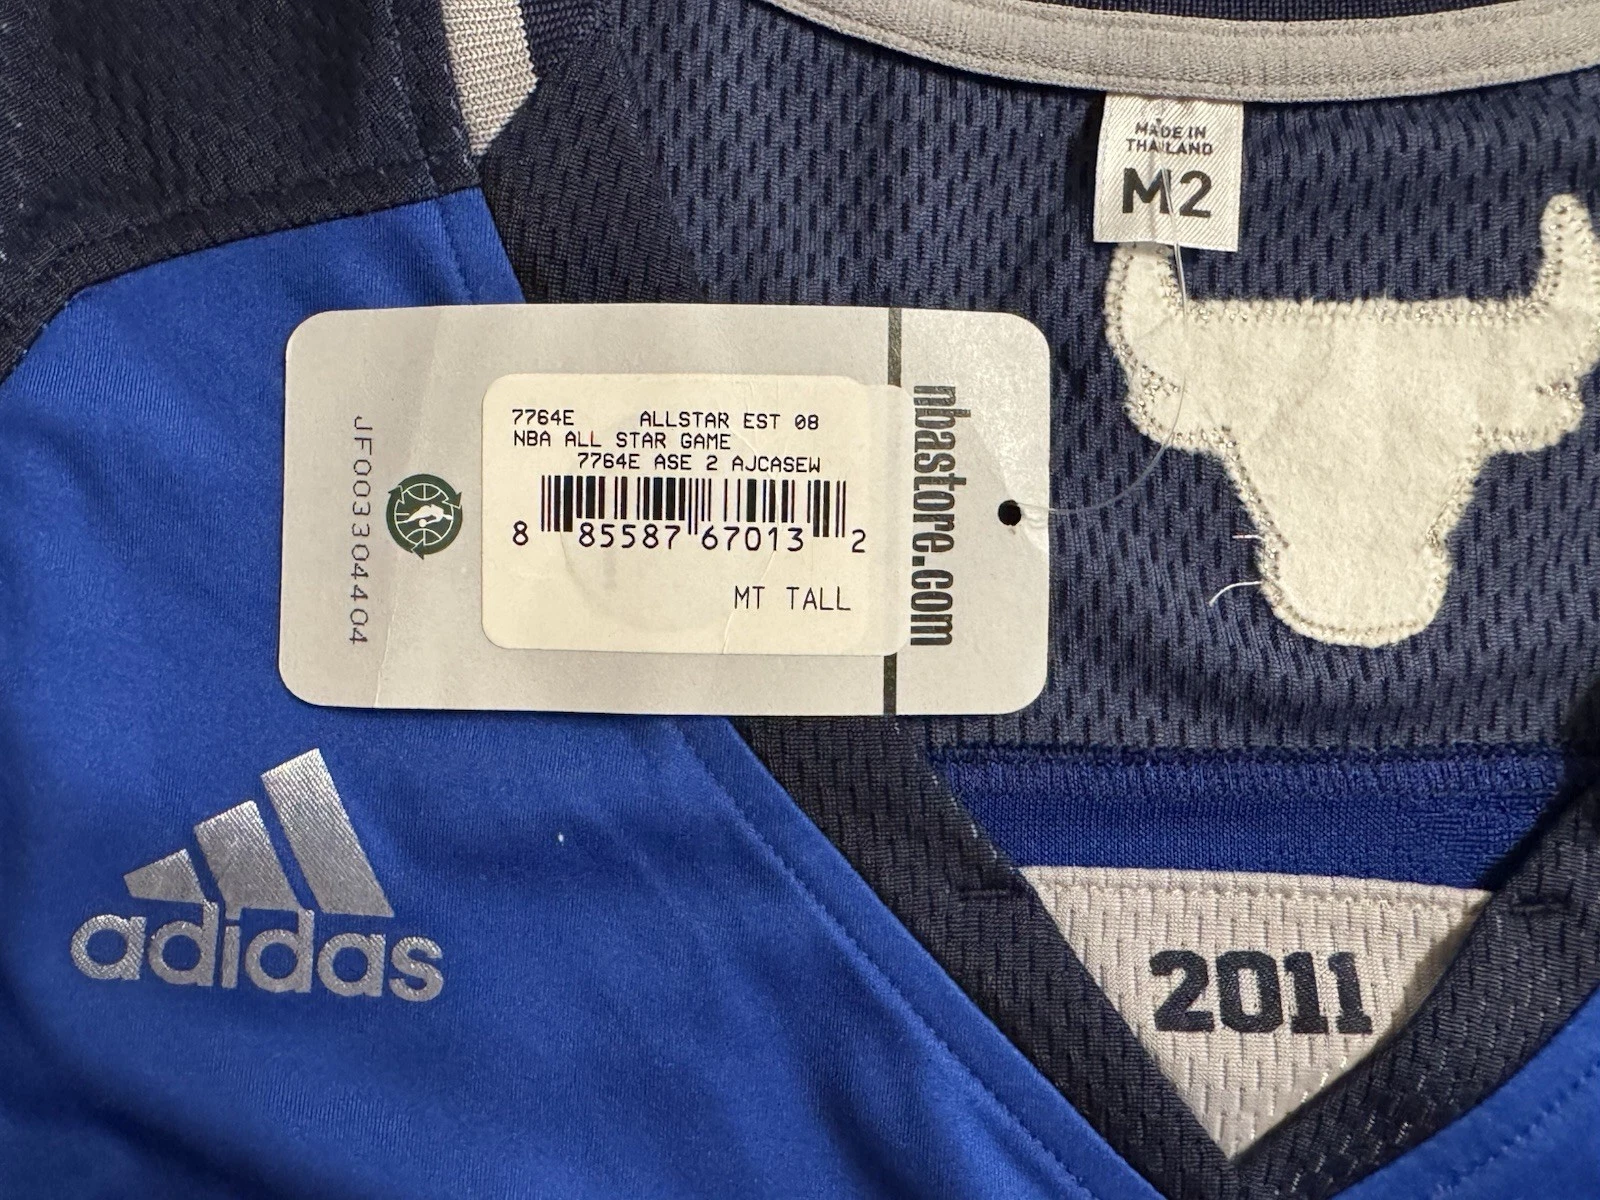 MADE IN
THAILAND
M2
7764E ALLSTAR EST 08
NBA ALL STAR GAME
7764E ASE 2 AJCASEW
8 85587 67013 2
MT TALL
JF003304404
nbastore.com
adidas
2011